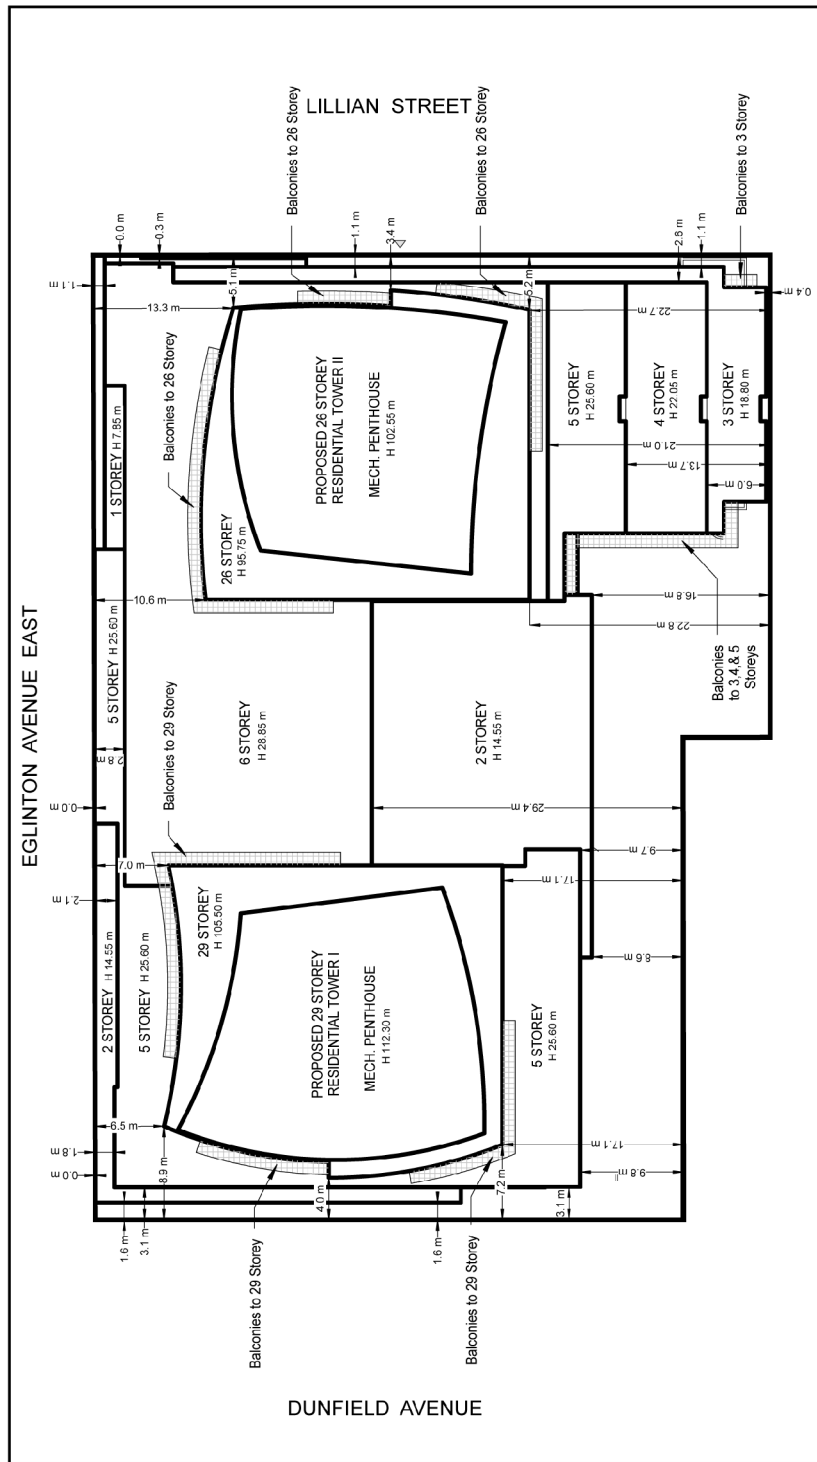 LILLIAN STREET
Balconies to 26 Storey
Balconies to 26 Storey
Balconies to 3 Storey
0.0 m
0.3 m
1.1 m
3.4 m
2.8 m
1.1 m
1.1 m
5.1 m
5.2 m
0.4 m
13.3 m
22.7 m
Balconies to 26 Storey
1 STOREY H 7.85 m
PROPOSED 26 STOREY
RESIDENTIAL TOWER II
MECH. PENTHOUSE
H 102.55 m
5 STOREY
H 25.60 m
4 STOREY
H 22.05 m
3 STOREY
H 18.80 m
21.0 m
13.7 m
6.0 m
26 STOREY
H 95.75 m
10.6 m
16.8 m
22.8 m
EGLINTON AVENUE EAST
5 STOREY H 25.60 m
Balconies to 29 Storey
6 STOREY
H 28.85 m
2 STOREY
H 14.55 m
Balconies
to 3,4,& 5
Storeys
2.8 m
0.0 m
29.4 m
7.0 m
9.7 m
17.1 m
2.1 m
2 STOREY H 14.55 m
5 STOREY
H 25.60 m
29 STOREY
H 105.50 m
PROPOSED 29 STOREY
RESIDENTIAL TOWER I
MECH. PENTHOUSE
H 112.30 m
5 STOREY
H 25.60 m
8.6 m
6.5 m
17.1 m
1.8 m
0.0 m
8.9 m
4.0 m
7.2 m
9.8 m
3.1 m
1.6 m
3.1 m
1.6 m
Balconies to 29 Storey
Balconies to 29 Storey
DUNFIELD AVENUE